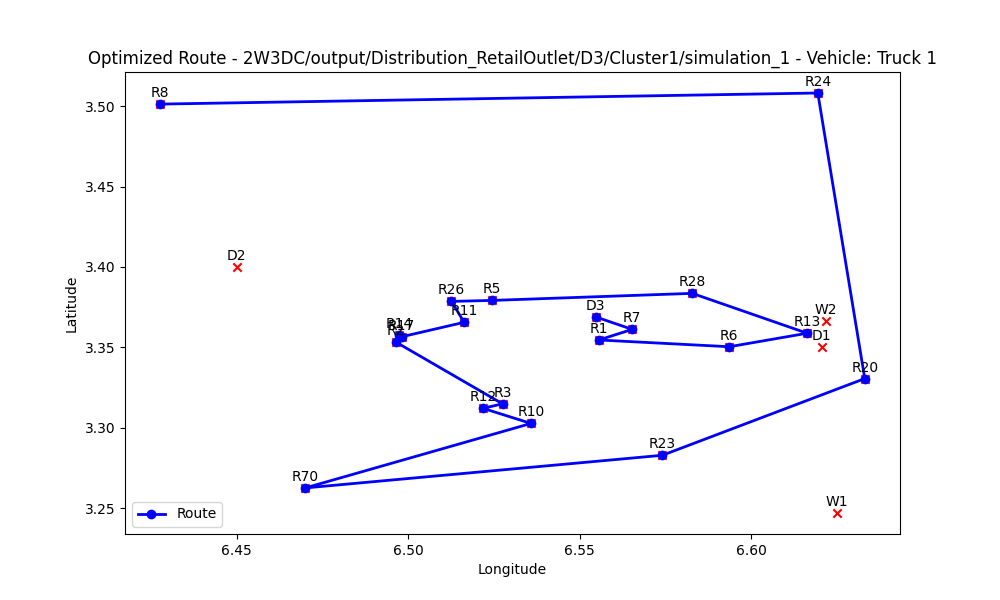 Optimized Route - 2W3DC/output/Distribution_RetailOutlet/D3/Cluster1/simulation_1 - Vehicle: Truck 1
R8
R24
3.50
3.45
3.40
3.35
3.30
3.25
Latitude
D2
R26
R5
R28
R11
D3
R7
R1
R6
R13
W2
D1
R20
R14
R12
R3
R10
R23
R70
W1
Route
6.45
6.50
6.55
6.60
Longitude